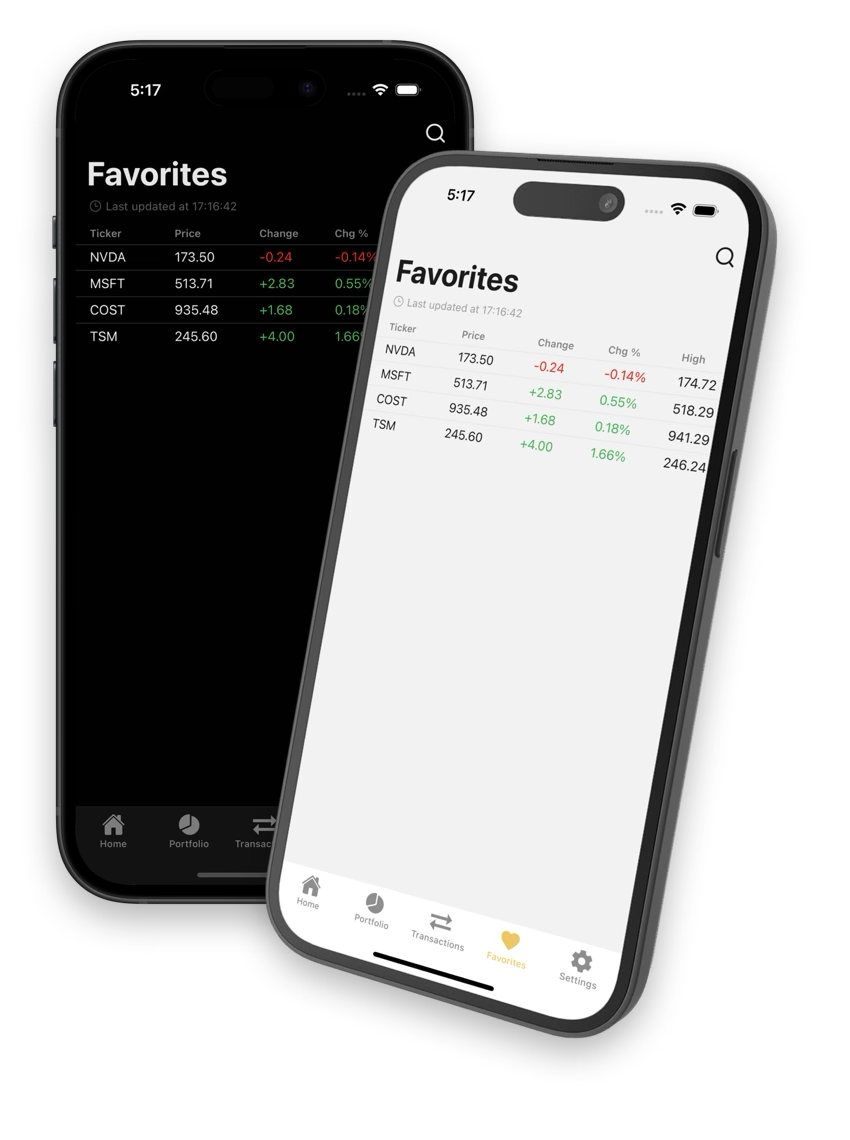 5:17
Favorites
Last updated at 17:16:42
Ticker Price Change Chg %
NVDA 173.50 -0.24 -0.14%
MSFT 513.71 +2.83 0.55%
COST 935.48 +1.68 0.18%
TSM 245.60 +4.00 1.66
Home Portfolio
5:17
Favorites
Last updated at 17:16:42
Ticker Price Change Chg % High
NVDA 173.50 -0.24 -0.14% 174.72
MSFT 513.71 +2.83 0.55% 518.29
COST 935.48 +1.68 0.18% 941.29
TSM 245.60 +4.00 1.66% 246.24
Home Portfolio Transactions Favorites Settings